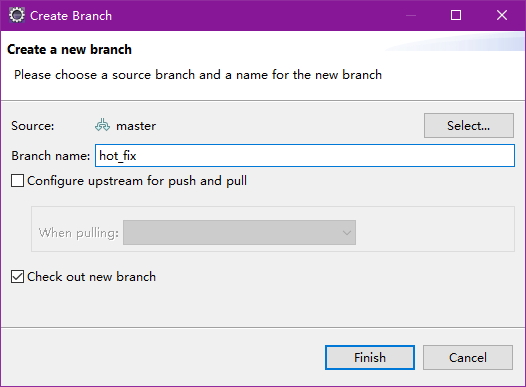 Create Branch
Create a new branch
Please choose a source branch and a name for the new branch
Source: master Select...
Branch name: hot_fix
Configure upstream for push and pull
When pulling:
Check out new branch
Finish Cancel